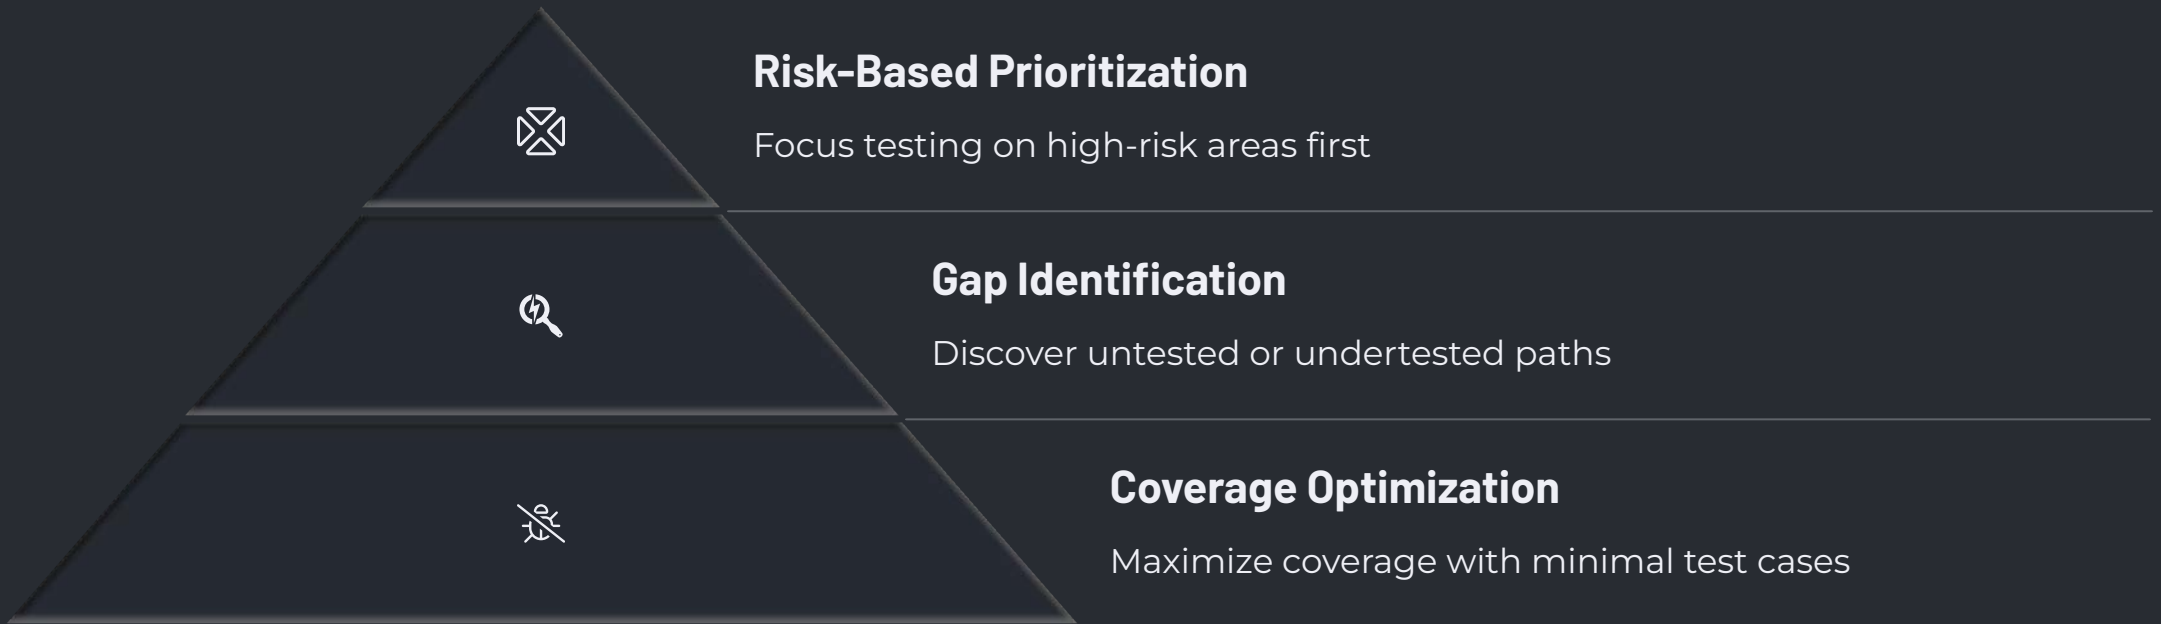 Risk-Based Prioritization
Focus testing on high-risk areas first
Gap Identification
Discover untested or undertested paths
Coverage Optimization
Maximize coverage with minimal test cases